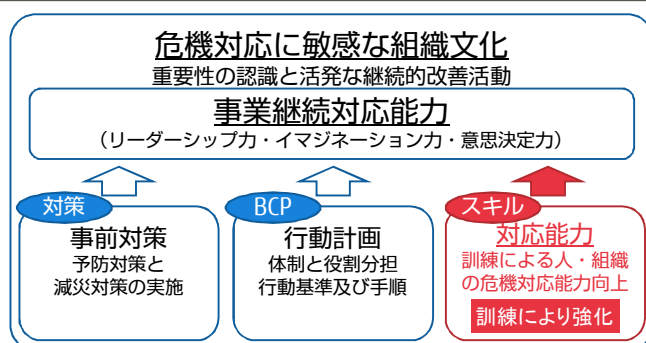 危機対応に敏感な組織文化
重要性の認識と活発な継続的改善活動
事業継続対応能力
（リーダーシップ力・イマジネーション力・意思決定力）
対策
事前対策
予防対策と
減災対策の実施
BCP
行動計画
体制と役割分担
行動基準及び手順
スキル
対応能力
訓練による人・組織
の危機対応能力向上
訓練により強化